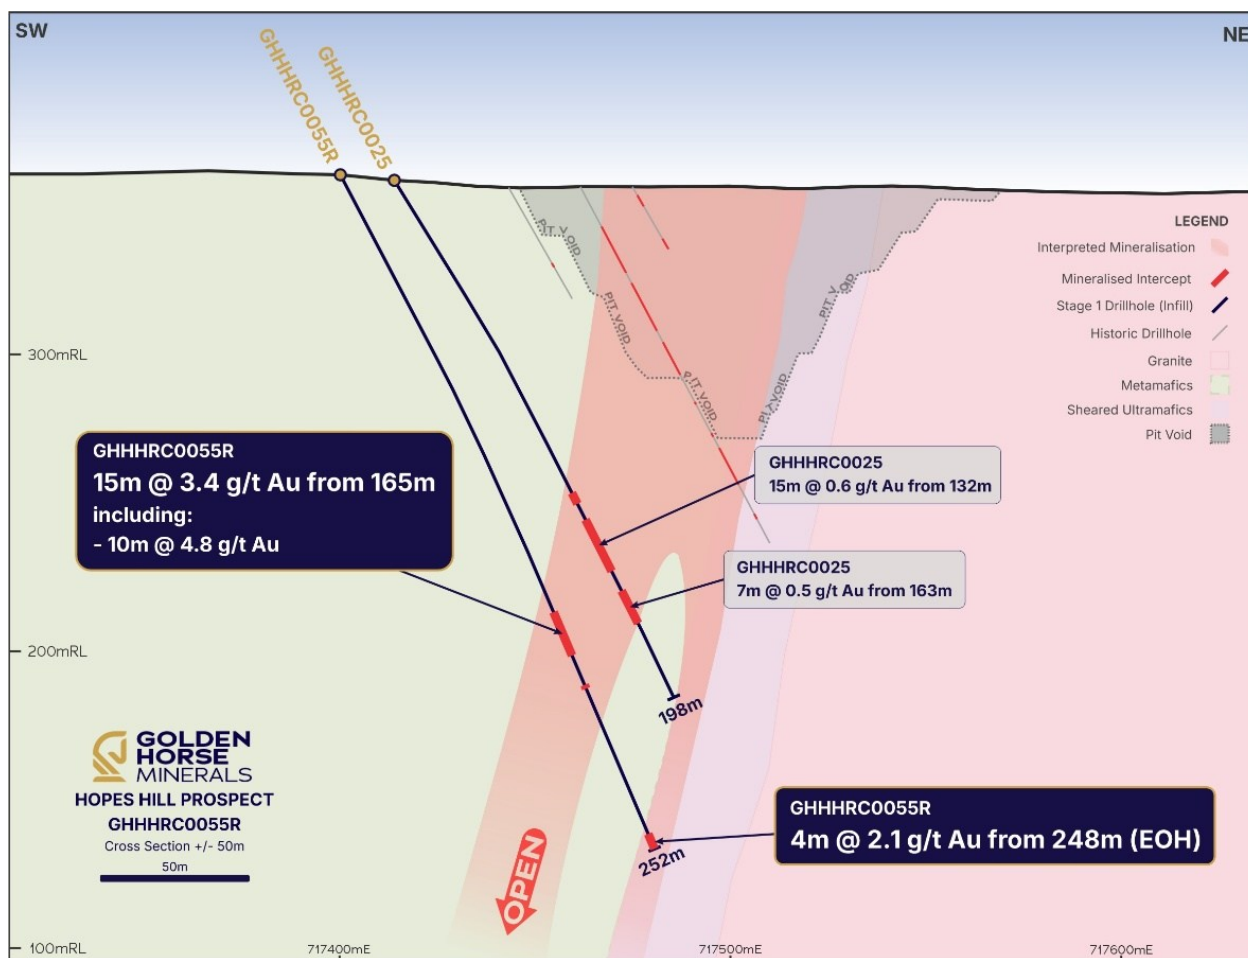 SW
NE
GHHHRC0055R
GHHHRC0025
PIT VOID
PIT VOID
PIT VOID
PIT VOID
PIT VOID
LEGEND
Interpreted Mineralisation
Mineralised Intercept
Stage 1 Drillhole (Infill)
Historic Drillhole
Granite
Metamafics
Sheared Ultramafics
Pit Void
300mRL
GHHHRC0055R
15m @ 3.4 g/t Au from 165m
including:
- 10m @ 4.8 g/t Au
GHHHRC0025
15m @ 0.6 g/t Au from 132m
GHHHRC0025
7m @ 0.5 g/t Au from 163m
200mRL
198m
GOLDEN
HORSE
MINERALS
HOPES HILL PROSPECT
GHHHRC0055R
Cross Section +/- 50m
50m
GHHHRC0055R
4m @ 2.1 g/t Au from 248m (EOH)
252m
OPEN
100mRL
717400mE
717500mE
717600mE